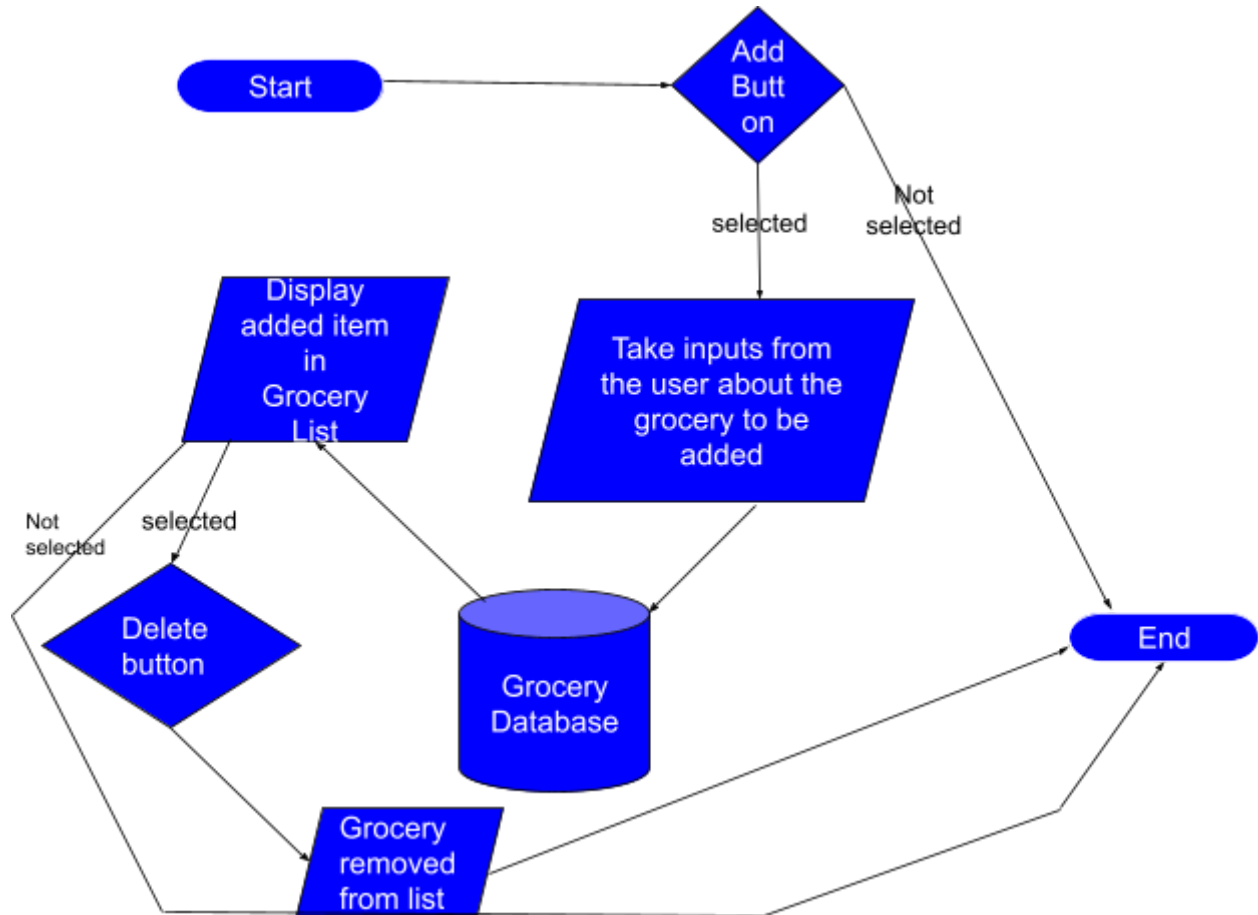 Start
Add
Butt
on
selected
Not
selected
Display
added item
in
Grocery
List
Take inputs from
the user about the
grocery to be
added
Not
selected
selected
Delete
button
Grocery
Database
End
Grocery
removed
from list